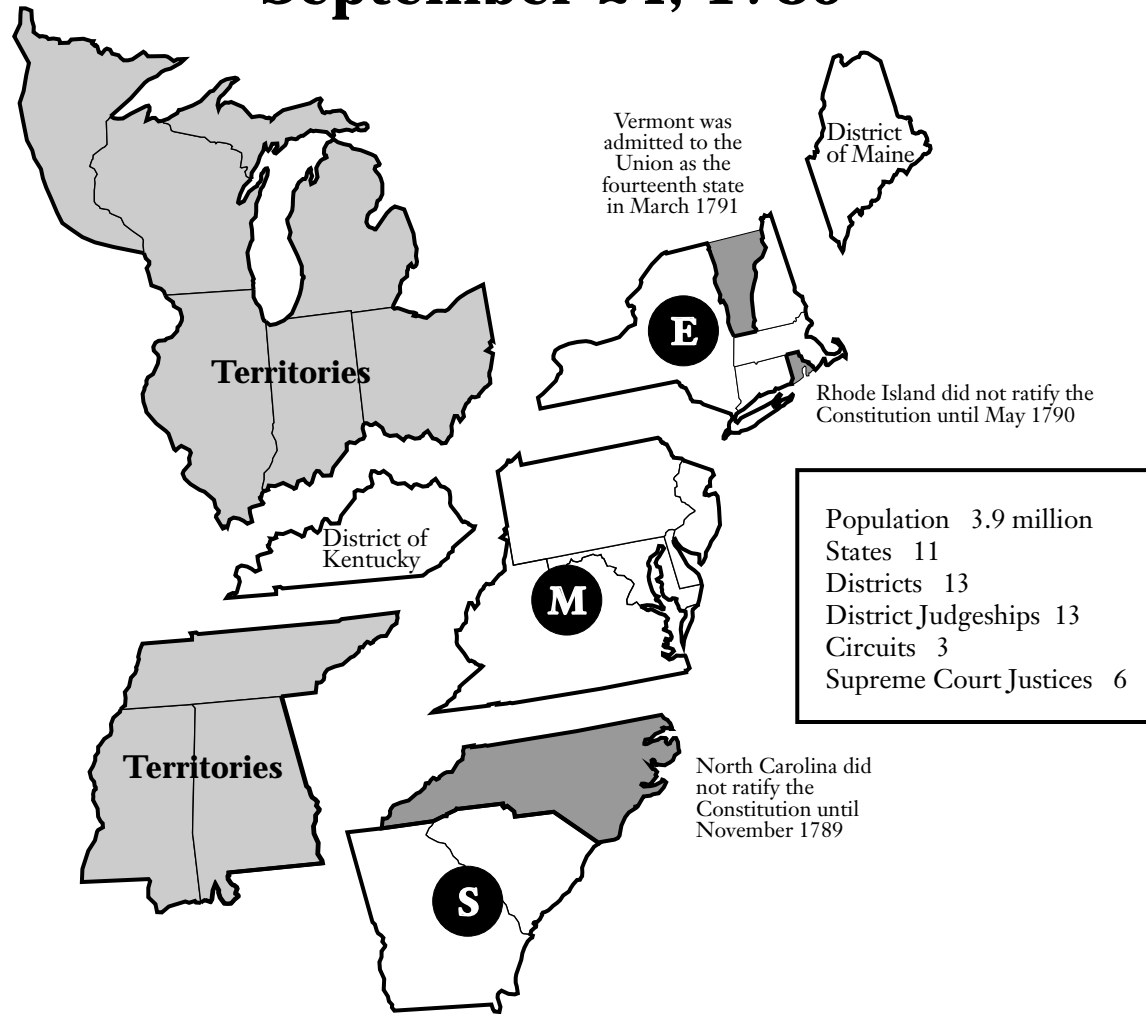 September 24, 1789
Vermont was
admitted to the
Union as the
fourteenth state
in March 1791
District
of Maine
E
Territories
Rhode Island did not ratify the
Constitution until May 1790
District of
Kentucky
M
Population 3.9 million
States 11
Districts 13
District Judgeships 13
Circuits 3
Supreme Court Justices 6
Territories
North Carolina did
not ratify the
Constitution until
November 1789
S